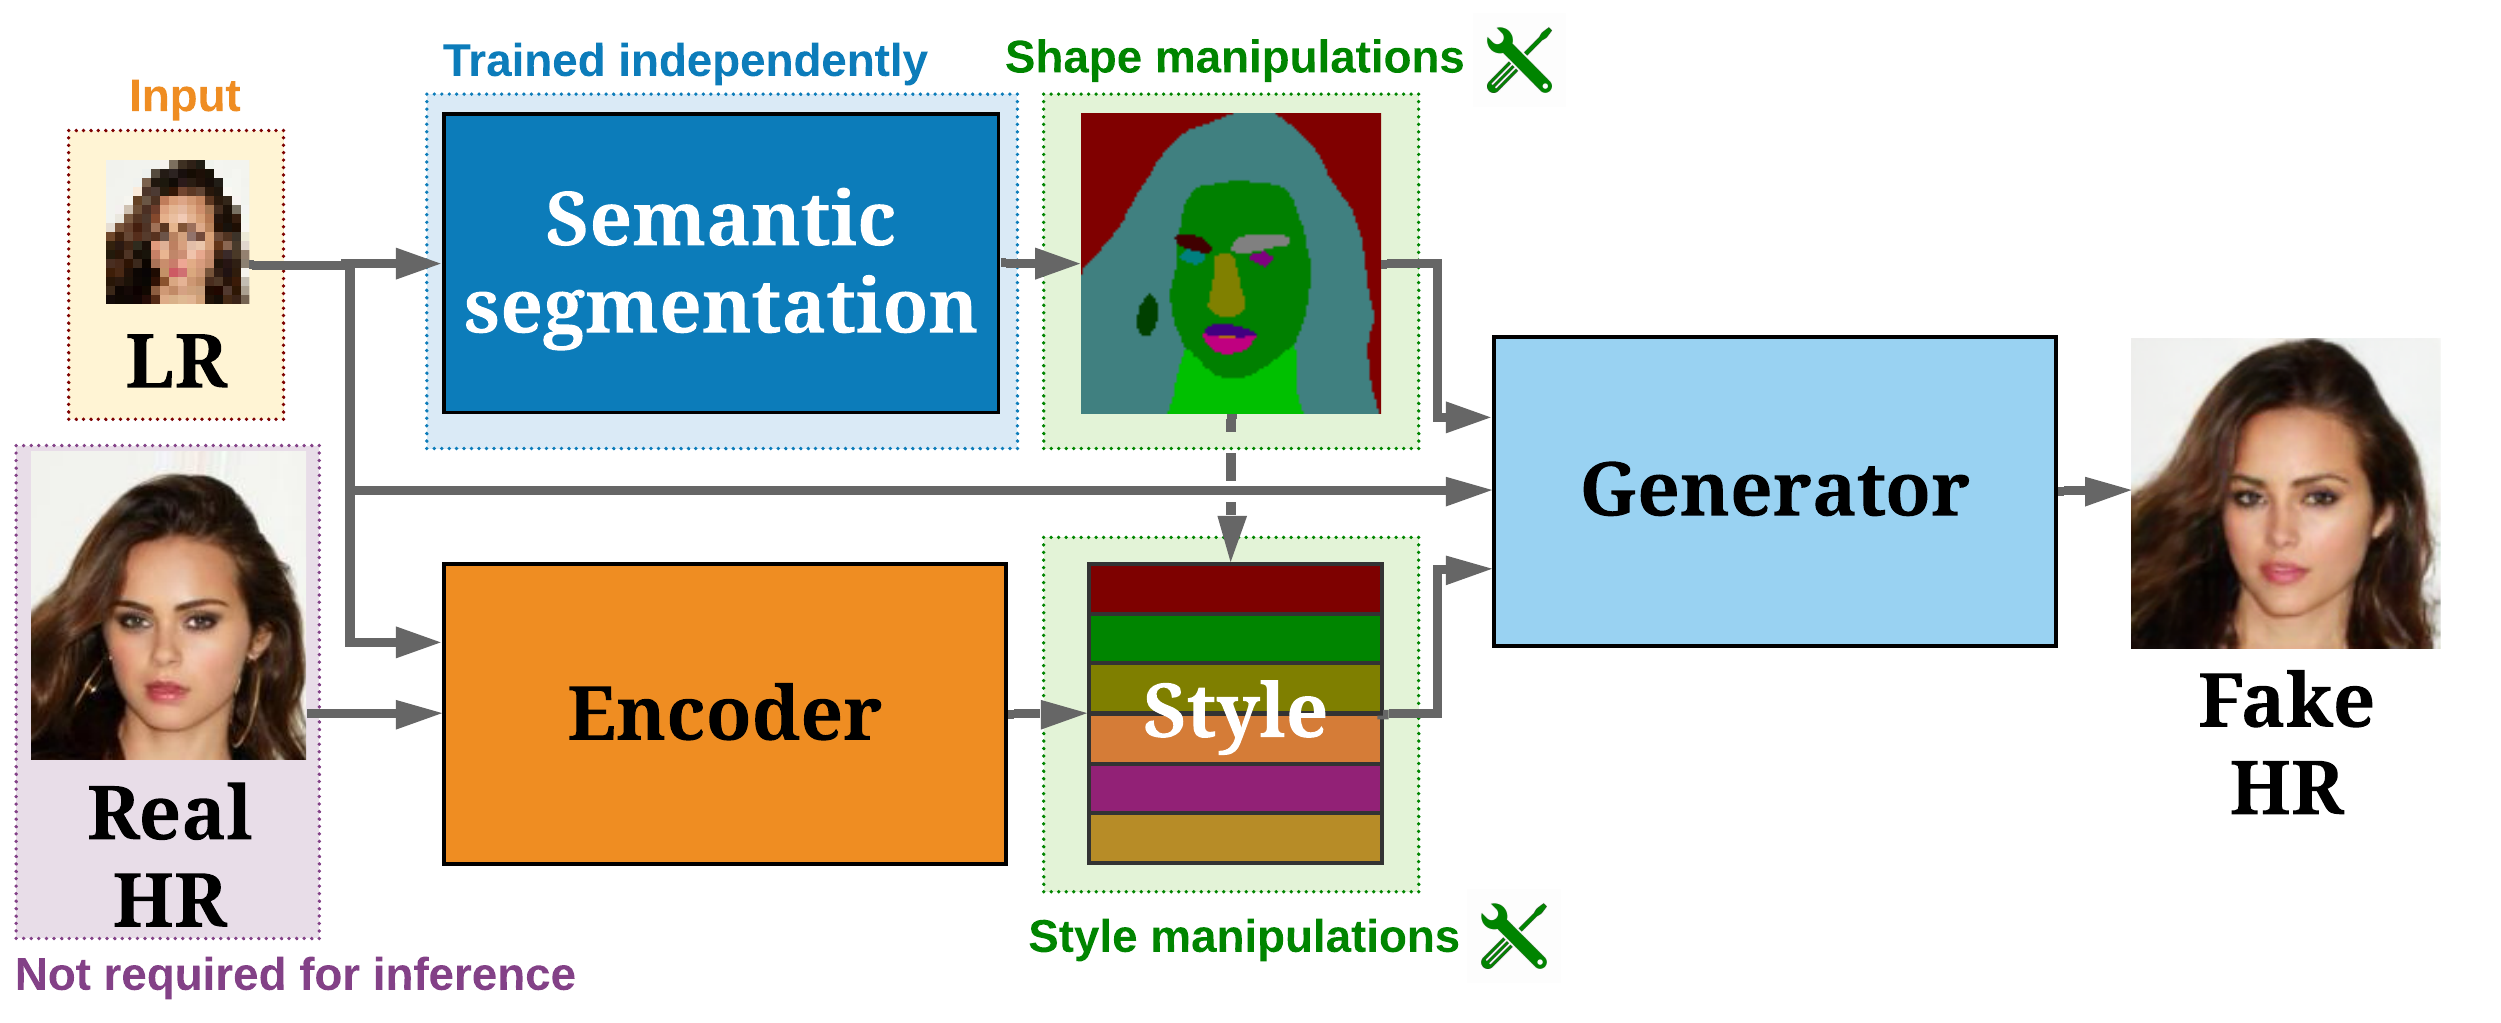 Input
LR
Trained independently
Semantic
segmentation
Shape manipulations
Real
HR
Not required for inference
Encoder
Style
Style manipulations
Generator
Fake
HR